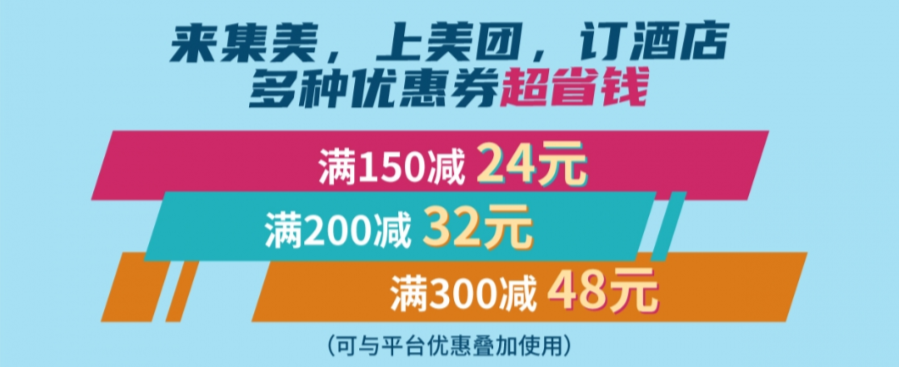 来集美，上美团，订酒店
多种优惠券超省钱
满150减 24元
满200减 32元
满300减 48元
（可与平台优惠叠加使用）